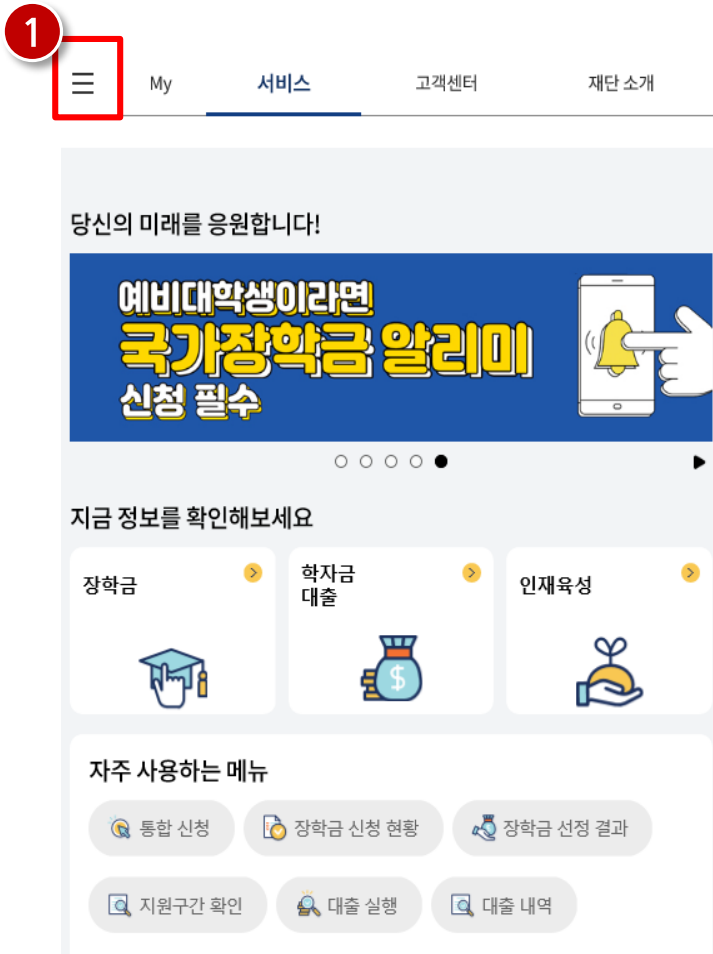 1
My 서비스 고객센터 재단 소개
당신의 미래를 응원합니다!
예비대학생이라면
국가장학금 알리미
신청 필수
지금 정보를 확인해보세요
장학금
학자금
대출
인재육성
$
자주 사용하는 메뉴
통합 신청 장학금 신청 현황 장학금 선정 결과
지원구간 확인 대출 실행 대출 내역